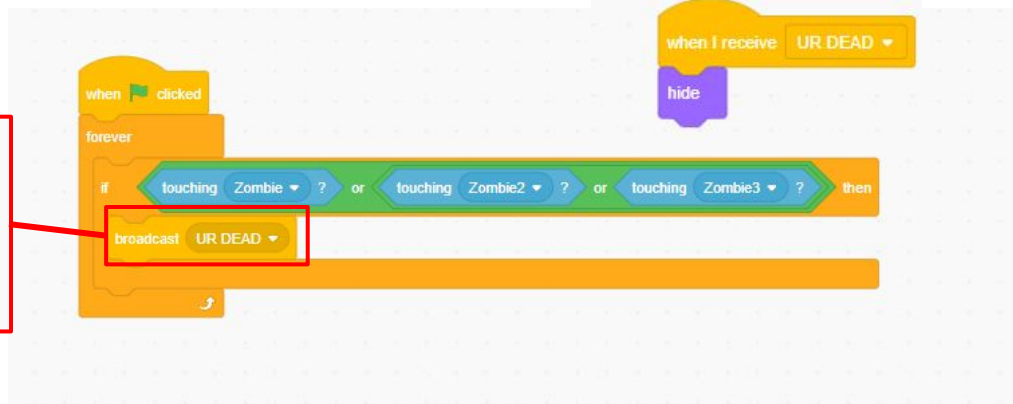 when I receive UR DEAD
hide
when clicked
forever
if touching Zombie ? or touching Zombie2 ? or touching Zombie3 ? then
broadcast UR DEAD